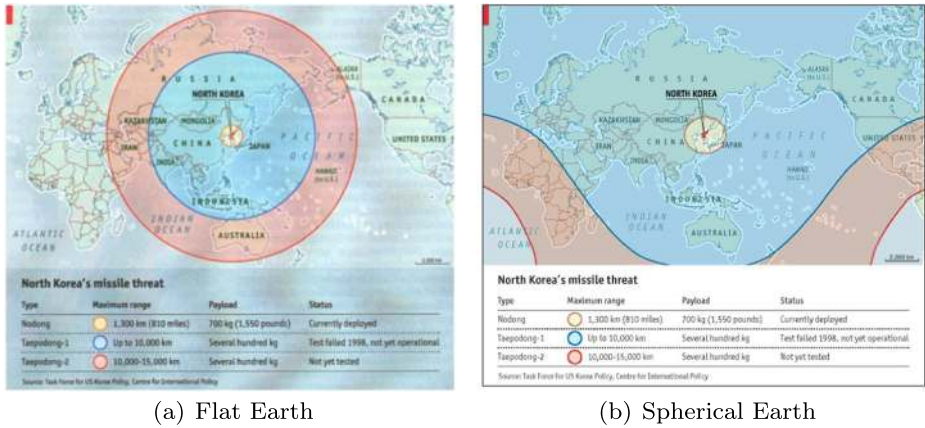 RUSSIA
ALASKA
(to U.S.)
CANADA
NORTH KOREA
KAZAKHSTAN
MONGOLIA
UNITED STATES
PACIFIC
OCEAN
CHINA
JAPAN
IRAN
INDIA
HAWAII
(to U.S.)
INDONESIA
INDIAN
OCEAN
AUSTRALIA
ATLANTIC
OCEAN
North Korea's missile threat
Type Maximum range Payload Status
Nodong 1,300 km (810 miles) 700 kg (1,550 pounds) Currently deployed
Taepodong-1 Up to 10,000 km Several hundred kg Test failed 1998, not yet operational
Taepodong-2 10,000-15,000 km Several hundred kg Not yet tested
Source: Task Force for US Korea Policy, Centre for International Policy
(a) Flat Earth
RUSSIA
ALASKA
(to U.S.)
CANADA
NORTH KOREA
KAZAKHSTAN
MONGOLIA
UNITED STATES
PACIFIC
OCEAN
CHINA
JAPAN
IRAN
INDIA
HAWAII
(to U.S.)
INDONESIA
INDIAN
OCEAN
AUSTRALIA
ATLANTIC
OCEAN
North Korea's missile threat
Type Maximum range Payload Status
Nodong 1,300 km (810 miles) 700 kg (1,550 pounds) Currently deployed
Taepodong-1 Up to 10,000 km Several hundred kg Test failed 1998, not yet operational
Taepodong-2 10,000-15,000 km Several hundred kg Not yet tested
Source: Task Force for US Korea Policy, Centre for International Policy
(b) Spherical Earth